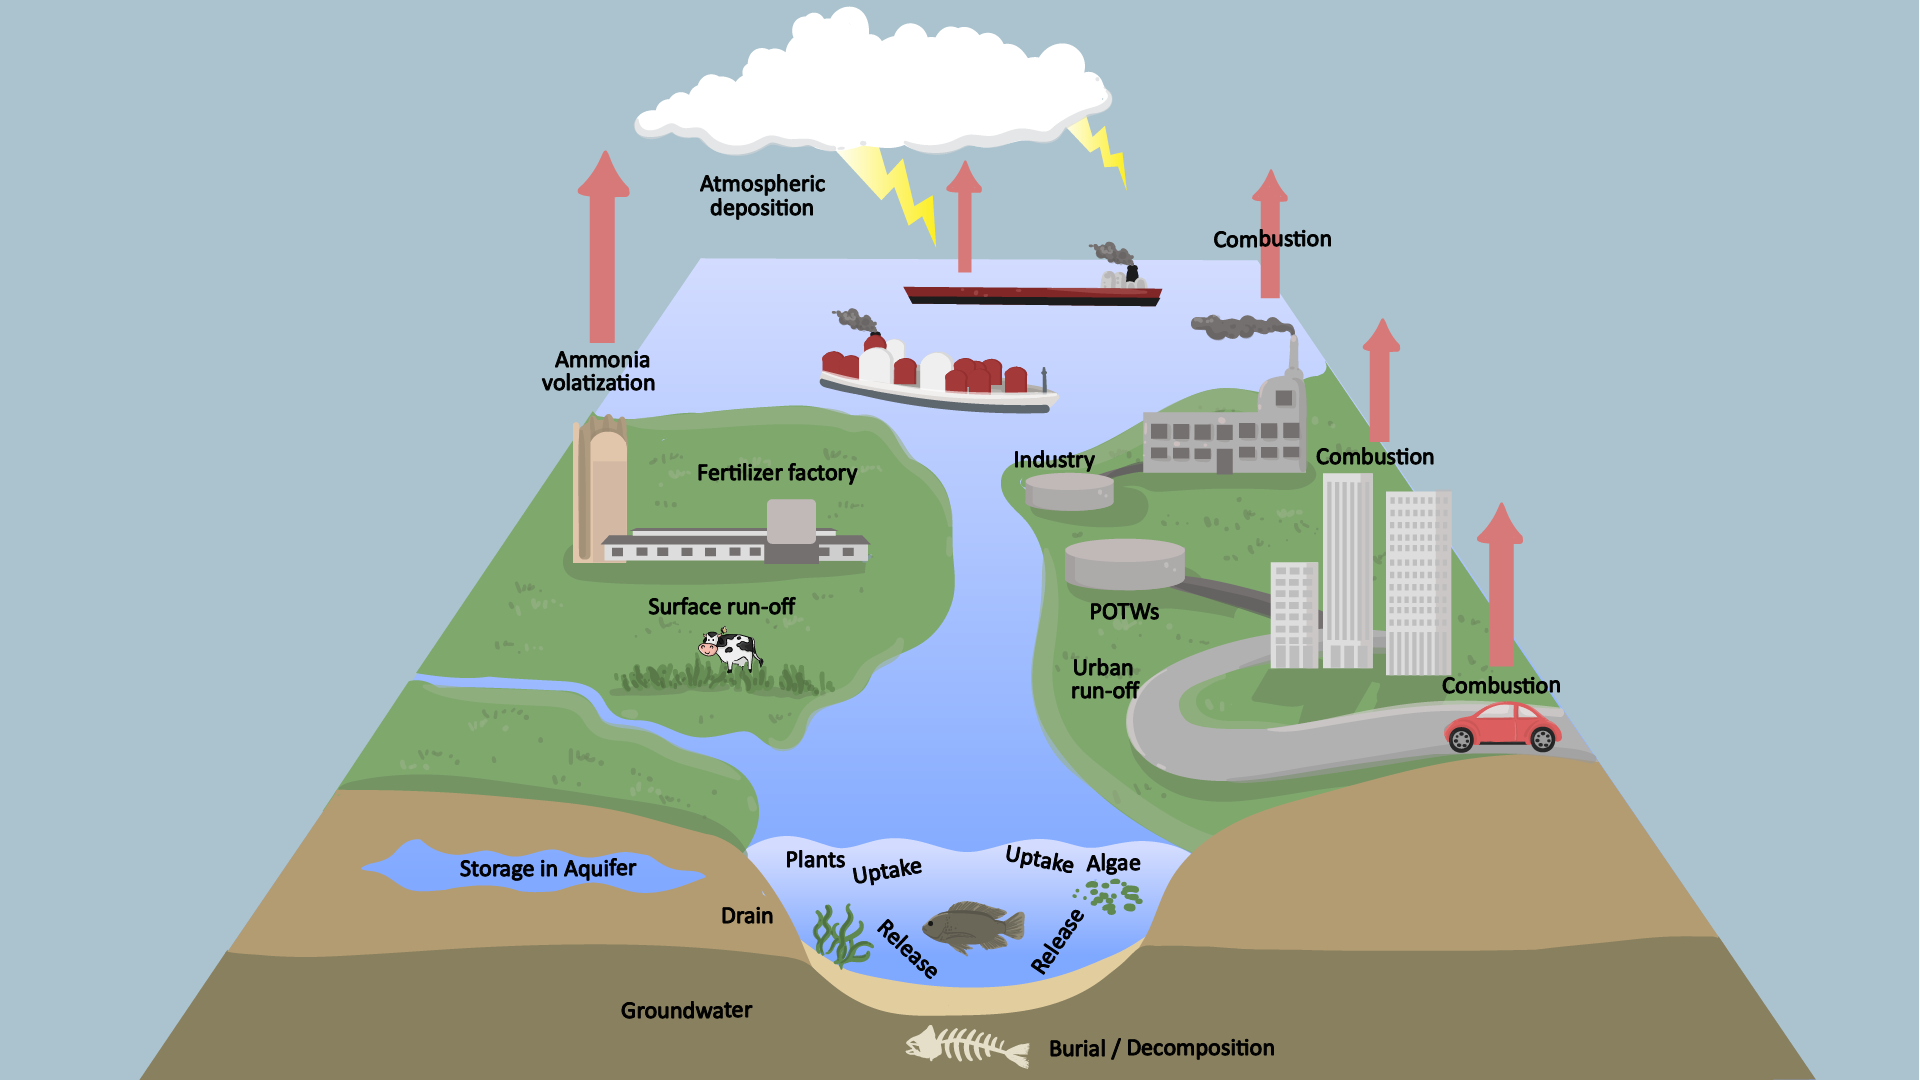 Atmospheric
deposition
Combustion
Ammonia
volatization
Industry
Combustion
Fertilizer factory
Surface run-off
POTWs
Urban
run-off
Combustion
Storage in Aquifer
Plants
Uptake
Uptake
Algae
Drain
Release
Release
Groundwater
Burial / Decomposition